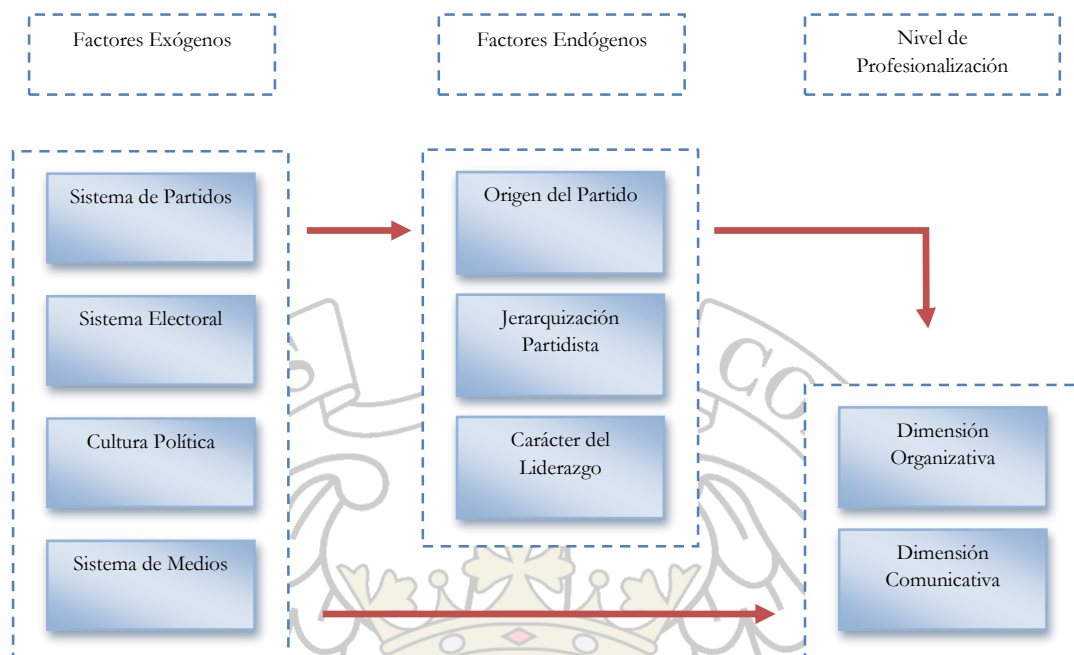 Factores Exógenos
Factores Endógenos
Nivel de
Profesionalización
Sistema de Partidos
Sistema Electoral
Cultura Política
Sistema de Medios
Origen del Partido
Jerarquización
Partidista
Carácter del
Liderazgo
Dimensión
Organizativa
Dimensión
Comunicativa